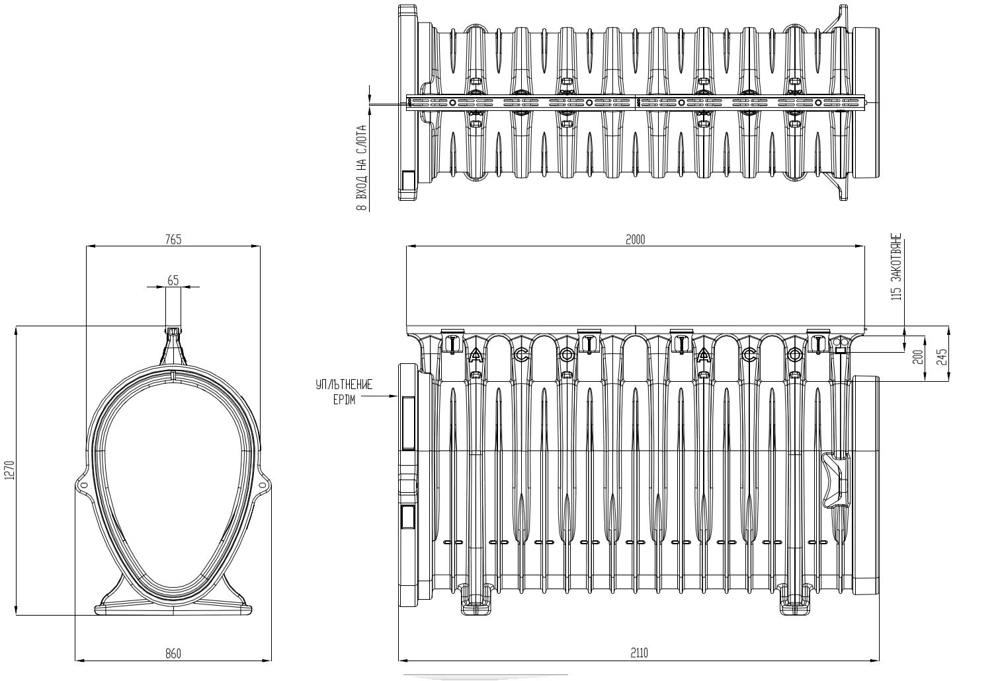 8 ВХОД НА СЛОТА
765
2000
115 ЗАКОТВЯНЕ
65
200
245
A C O A C O
УПЛЪТНЕНИЕ
EPDM
1270
860
2110